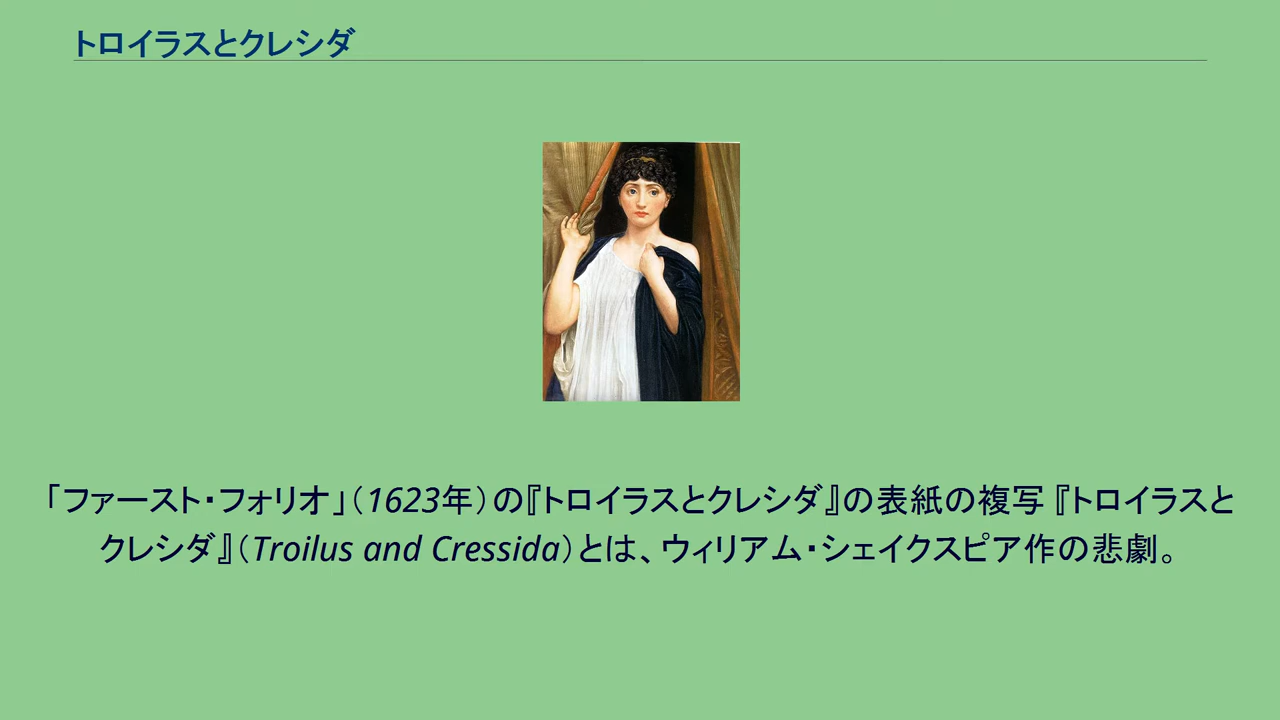 トロイラスとクレシダ
「ファースト・フォリオ」（1623年）の『トロイラスとクレシダ』の表紙の複写 『トロイラスと
クレシダ』（Troilus and Cressida）とは、ウィリアム・シェイクスピア作の悲劇。